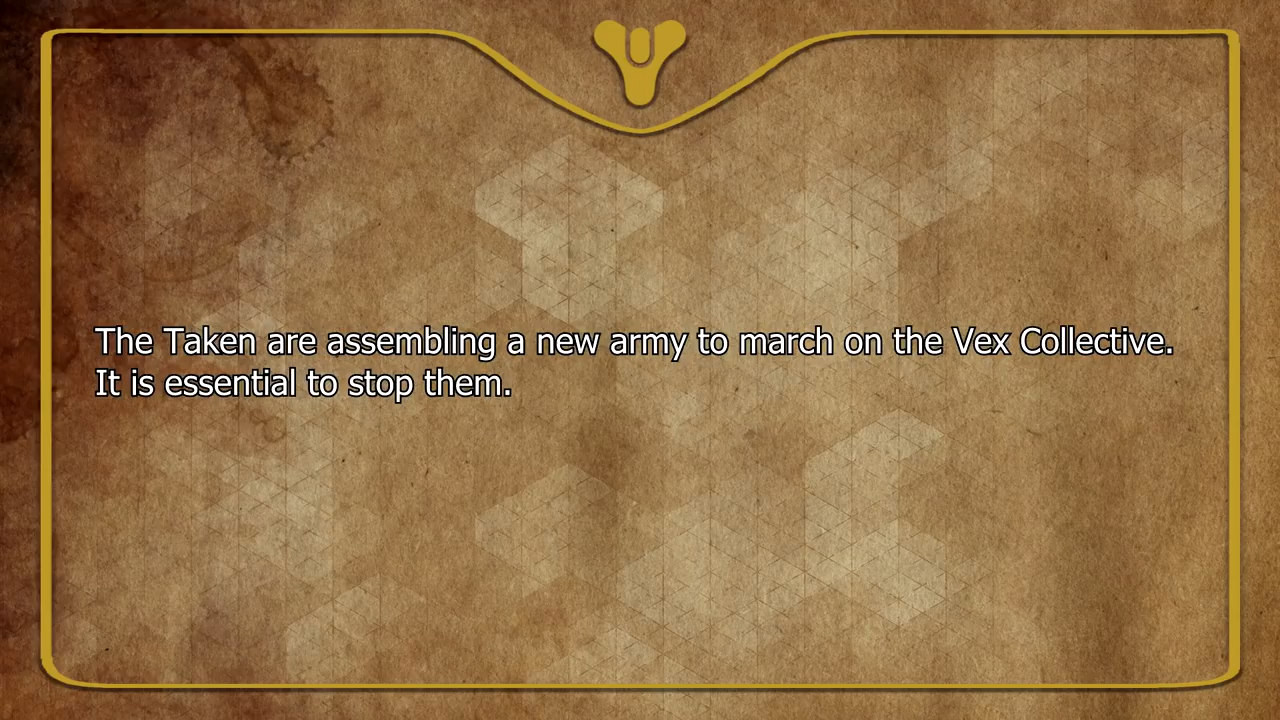 The Taken are assembling a new army to march on the Vex Collective.
It is essential to stop them.